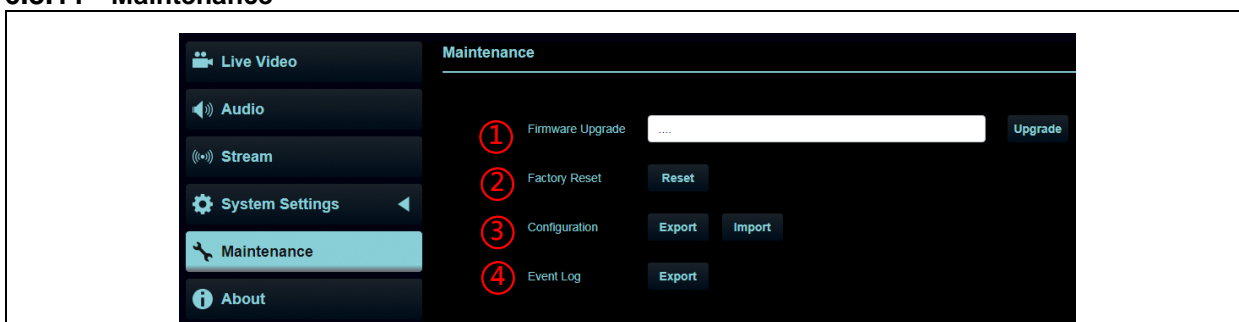 Maintenance
Live Video
Maintenance
Audio
① Firmware Upgrade .... Upgrade
Stream
② Factory Reset Reset
System Settings
③ Configuration Export Import
Maintenance
④ Event Log Export
About